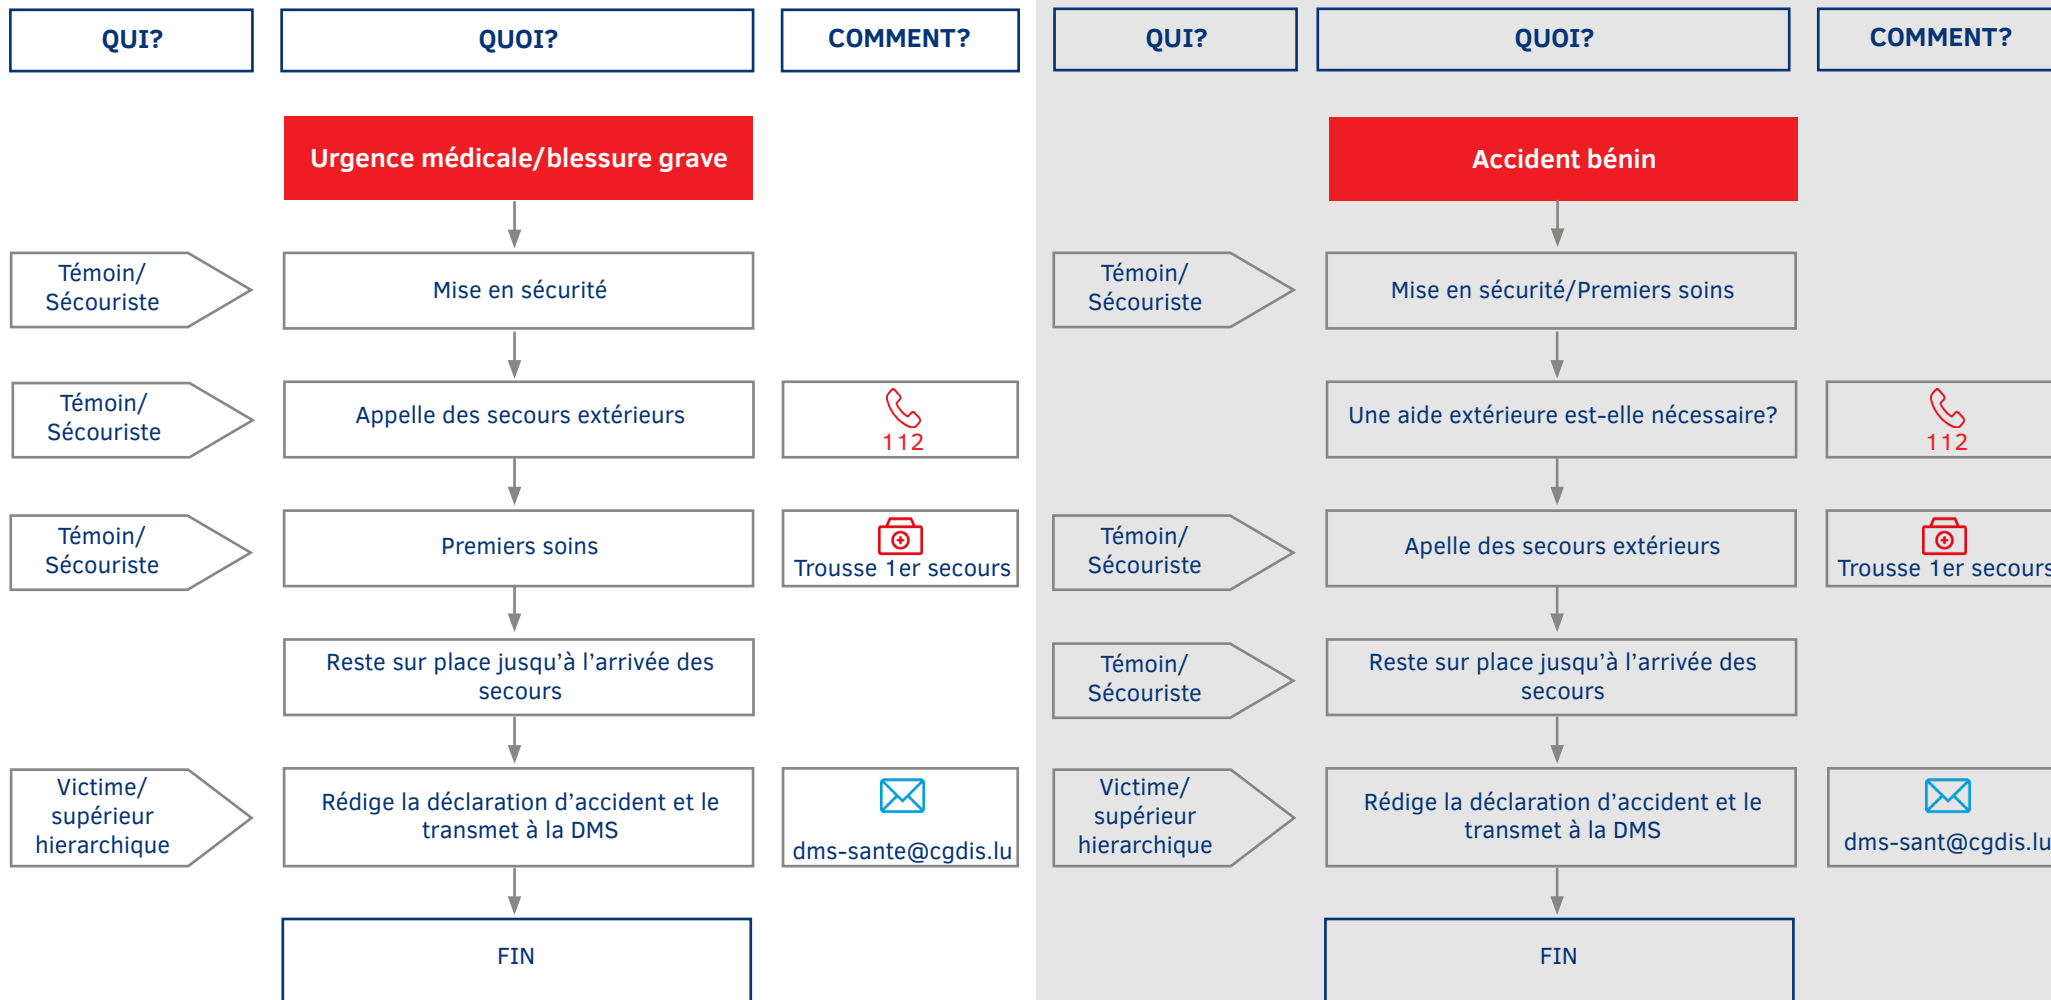 QUI?
QUOI?
COMMENT?
Urgence médicale/blessure grave
Témoin/
Sécouriste
Mise en sécurité
Témoin/
Sécouriste
Appelle des secours extérieurs
112
Témoin/
Sécouriste
Premiers soins
Trousse 1er secours
Reste sur place jusqu'à l'arrivée des
secours
Victime/
supérieur
hierarchique
Rédige la déclaration d'accident et le
transmet à la DMS
dms-sante@cgdis.lu
FIN
QUI?
QUOI?
COMMENT?
Accident bénin
Témoin/
Sécouriste
Mise en sécurité/Premiers soins
Une aide extérieure est-elle nécessaire?
112
Témoin/
Sécouriste
Apelle des secours extérieurs
Trousse 1er secours
Témoin/
Sécouriste
Reste sur place jusqu'à l'arrivée des
secours
Victime/
supérieur
hierarchique
Rédige la déclaration d'accident et le
transmet à la DMS
dms-sant@cgdis.lu
FIN